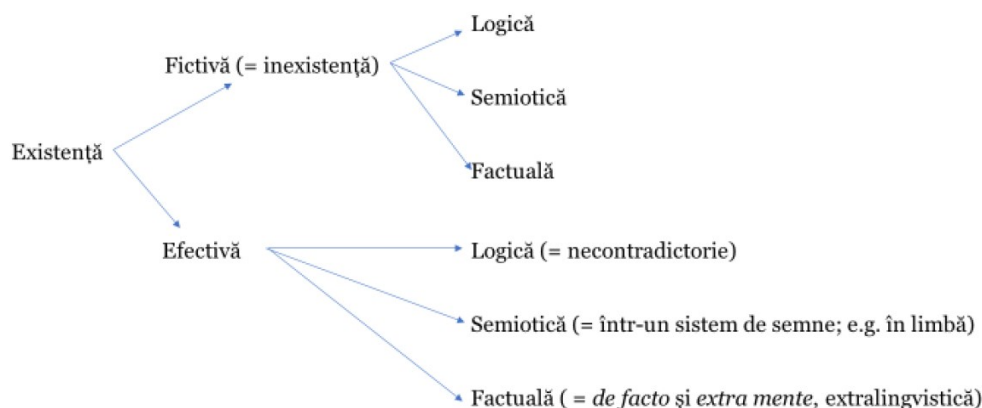 Logică
Fictivă (= inexistență)
Semiotică
Existență
Factuală
Efectivă
Logică (= necontradictorie)
Semiotică (= într-un sistem de semne; e.g. în limbă)
Factuală ( = de facto și extra mente, extralingvistică)